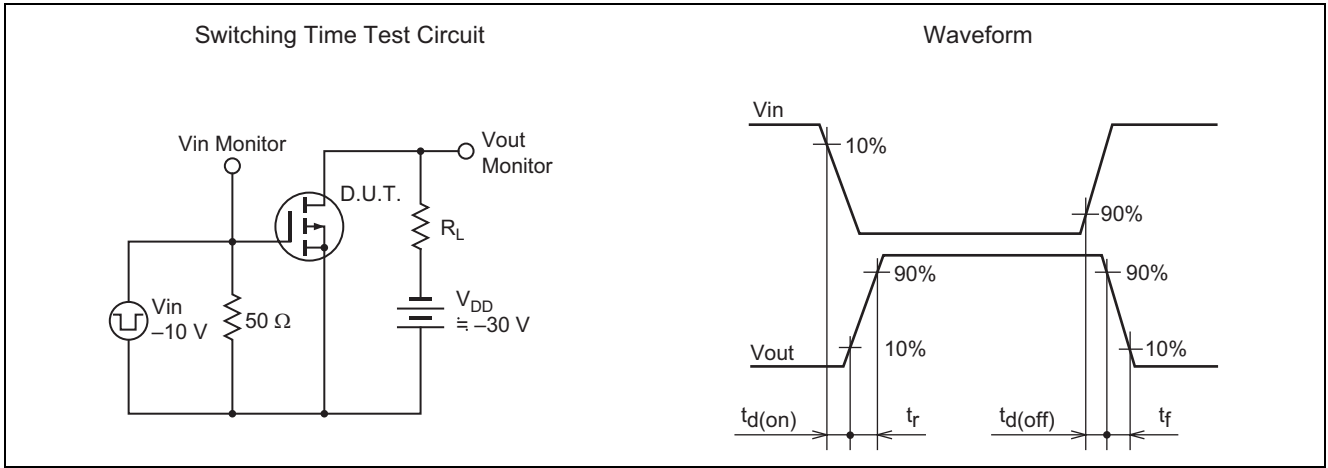 Switching Time Test Circuit
Vin Monitor
Vout
Monitor
D.U.T.
RL
Vin
–10 V
50 Ω
VDD
≒ –30 V
Waveform
Vin
10%
90%
90%
90%
Vout
10%
10%
td(on)
tr
td(off)
tf